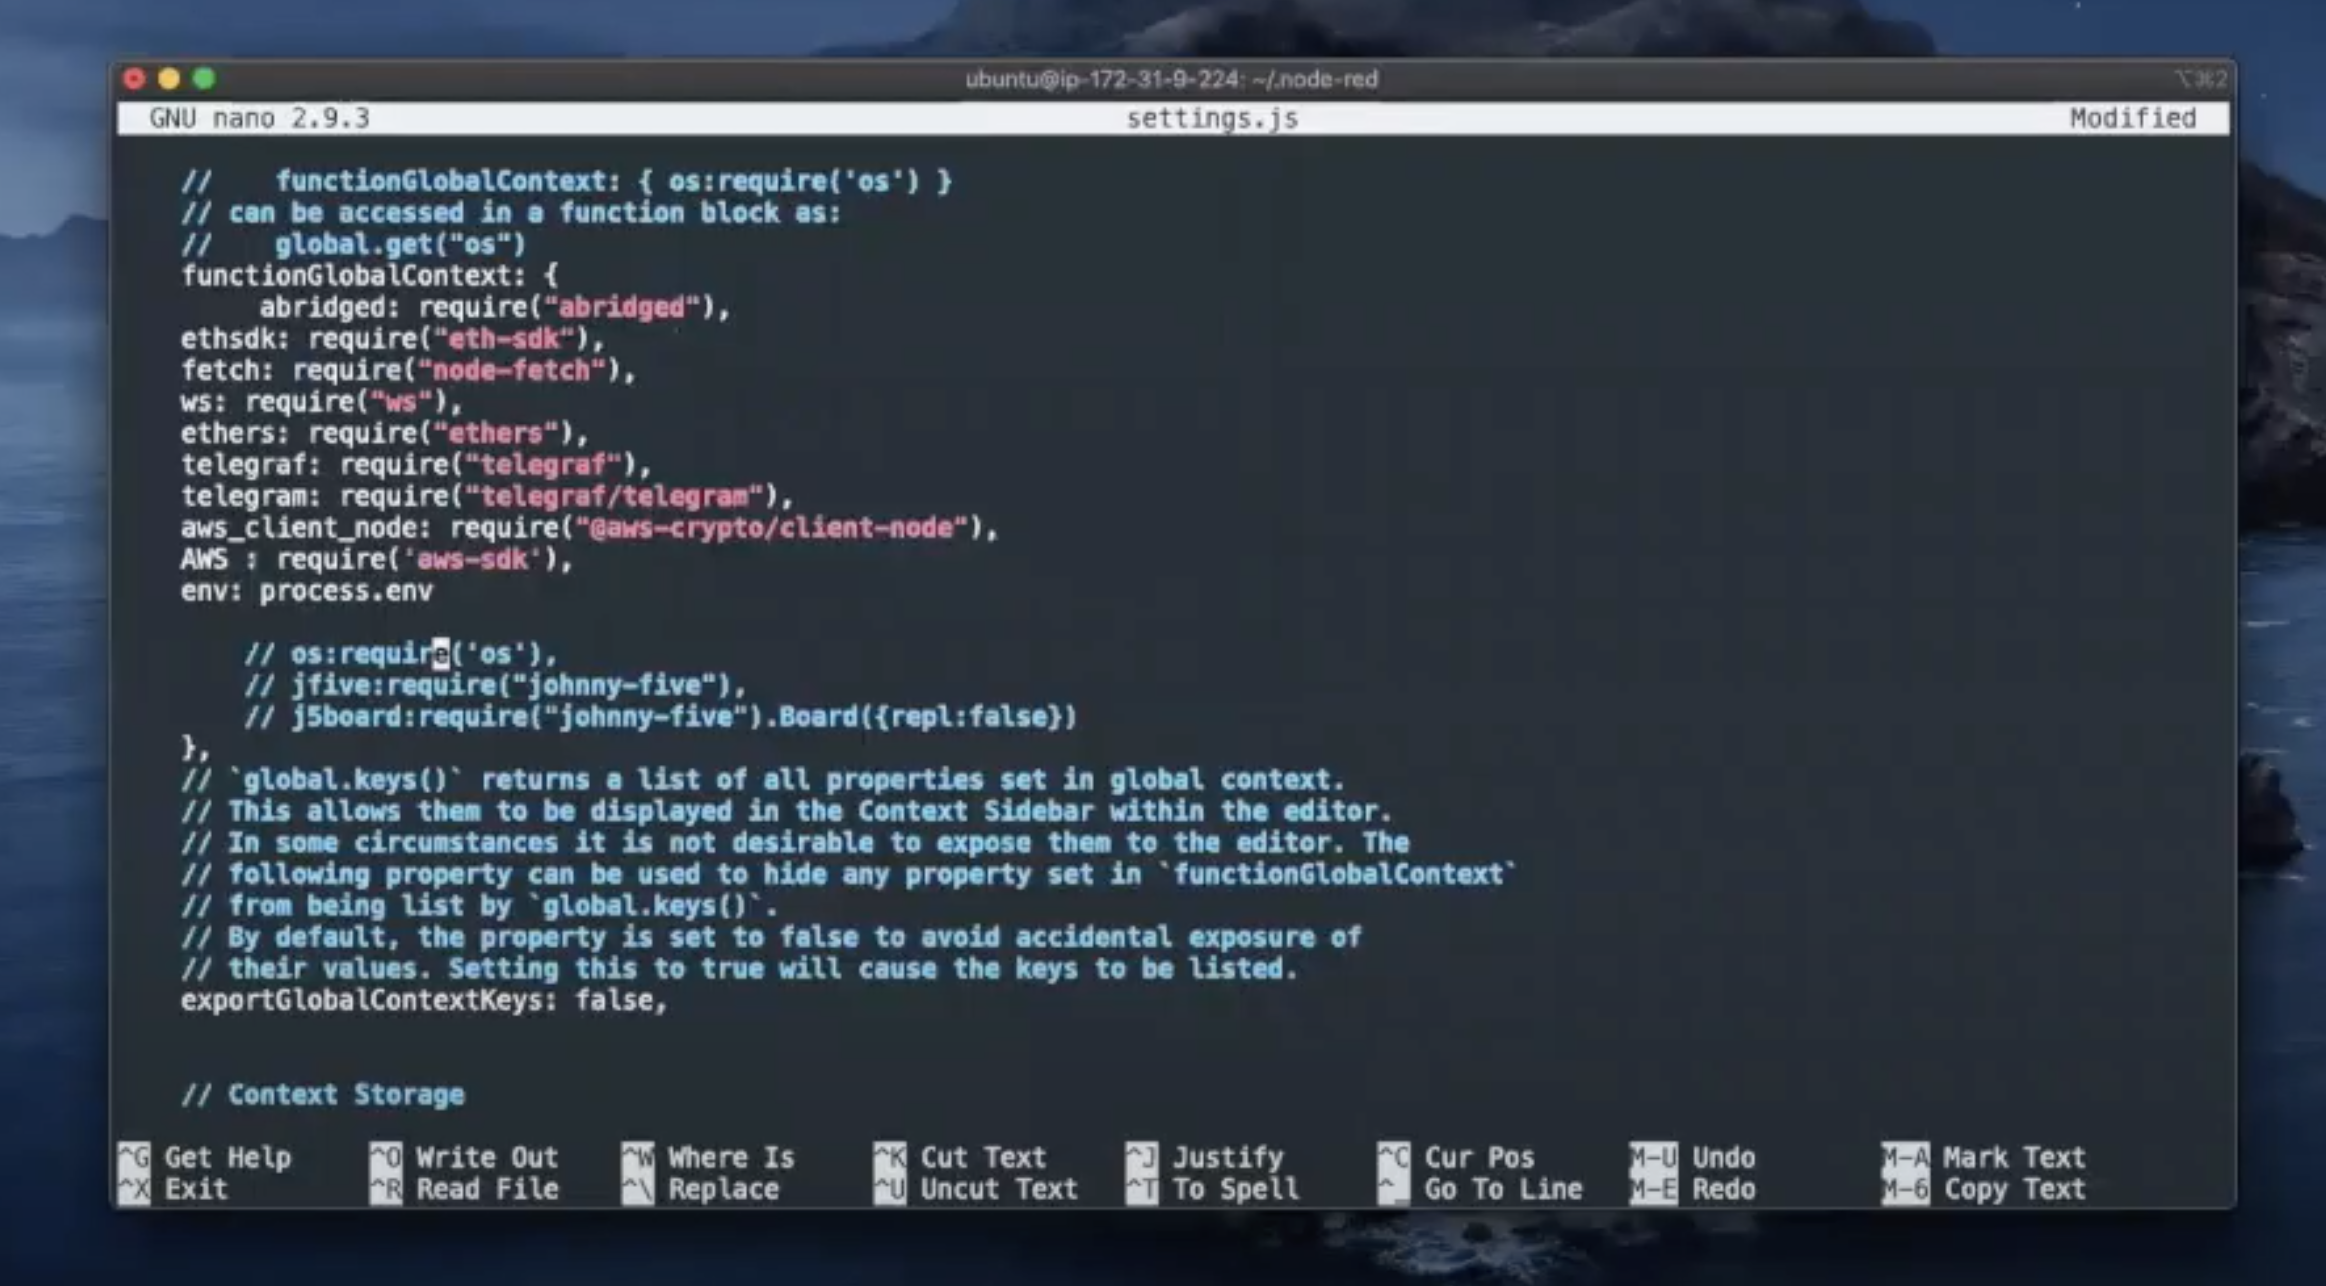 ubuntu@ip-172-31-9-224: ~/.node-red
⌥⌘2
GNU nano 2.9.3 settings.js Modified
// functionGlobalContext: { os:require('os') }
// can be accessed in a function block as:
// global.get("os")
functionGlobalContext: {
abridged: require("abridged"),
ethsdk: require("eth-sdk"),
fetch: require("node-fetch"),
ws: require("ws"),
ethers: require("ethers"),
telegraf: require("telegraf"),
telegram: require("telegraf/telegram"),
aws_client_node: require("@aws-crypto/client-node"),
AWS : require('aws-sdk'),
env: process.env
// os:require('os'),
// jfive:require("johnny-five"),
// j5board:require("johnny-five").Board({repl:false})
},
// `global.keys()` returns a list of all properties set in global context.
// This allows them to be displayed in the Context Sidebar within the editor.
// In some circumstances it is not desirable to expose them to the editor. The
// following property can be used to hide any property set in `functionGlobalContext`
// from being list by `global.keys()`.
// By default, the property is set to false to avoid accidental exposure of
// their values. Setting this to true will cause the keys to be listed.
exportGlobalContextKeys: false,
// Context Storage
^G Get Help ^O Write Out ^W Where Is ^K Cut Text ^J Justify ^C Cur Pos M-U Undo M-A Mark Text
^X Exit ^R Read File ^\ Replace ^U Uncut Text ^T To Spell ^_ Go To Line M-E Redo M-6 Copy Text